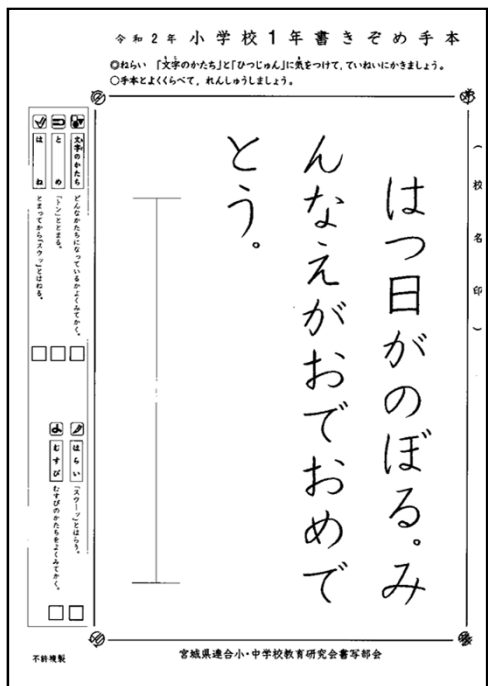 令和2年 小学校1年書きぞめ手本
◎ねらい 「文字のかたち」と「ひつじゅん」に気をつけて，ていねいにかきましょう。
○手本とよくくらべて，れんしゅうしましょう。
（校名印）
はつ日がのぼる。み
んなえがおでおめで
とう。
文字のかたち どんなかたちになっているかよくみてかく。
とめ 「トン」ととまる。
はね とまってから「スウッ」とはねる。
はらい 「スウーッ」とはらう。
むすび むすびのかたちをよくみてかく。
不許複製
宮城県連合小・中学校教育研究会書写部会